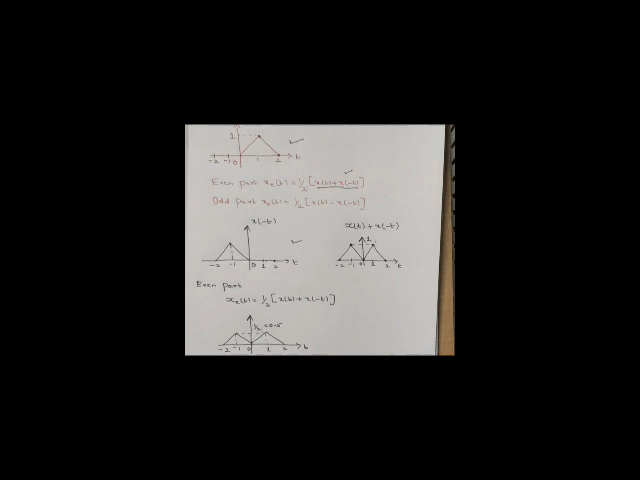 1
-2 -1 0 1 2 t
Even part xe(t) = 1/2 [x(t)+x(-t)]
Odd part xo(t) = 1/2 [x(t) - x(-t)]
x(-t)
x(t) + x(-t)
1
-2 -1 0 1 2 t
-2 -1 0 1 2 t
Even part
xe(t) = 1/2 [x(t) + x(-t)]
1/2 =0.5
-2 -1 0 1 2 t